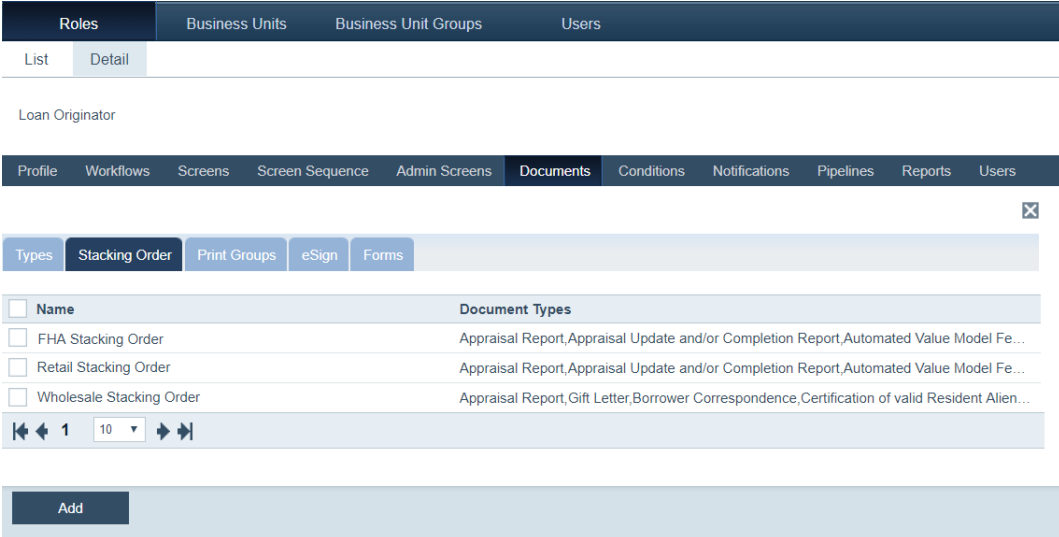 Roles Business Units Business Unit Groups Users
List Detail
Loan Originator
Profile Workflows Screens Screen Sequence Admin Screens Documents Conditions Notifications Pipelines Reports Users
Types Stacking Order Print Groups eSign Forms
Name Document Types
FHA Stacking Order Appraisal Report,Appraisal Update and/or Completion Report,Automated Value Model Fe...
Retail Stacking Order Appraisal Report,Appraisal Update and/or Completion Report,Automated Value Model Fe...
Wholesale Stacking Order Appraisal Report,Gift Letter,Borrower Correspondence,Certification of valid Resident Alien...
1 10
Add